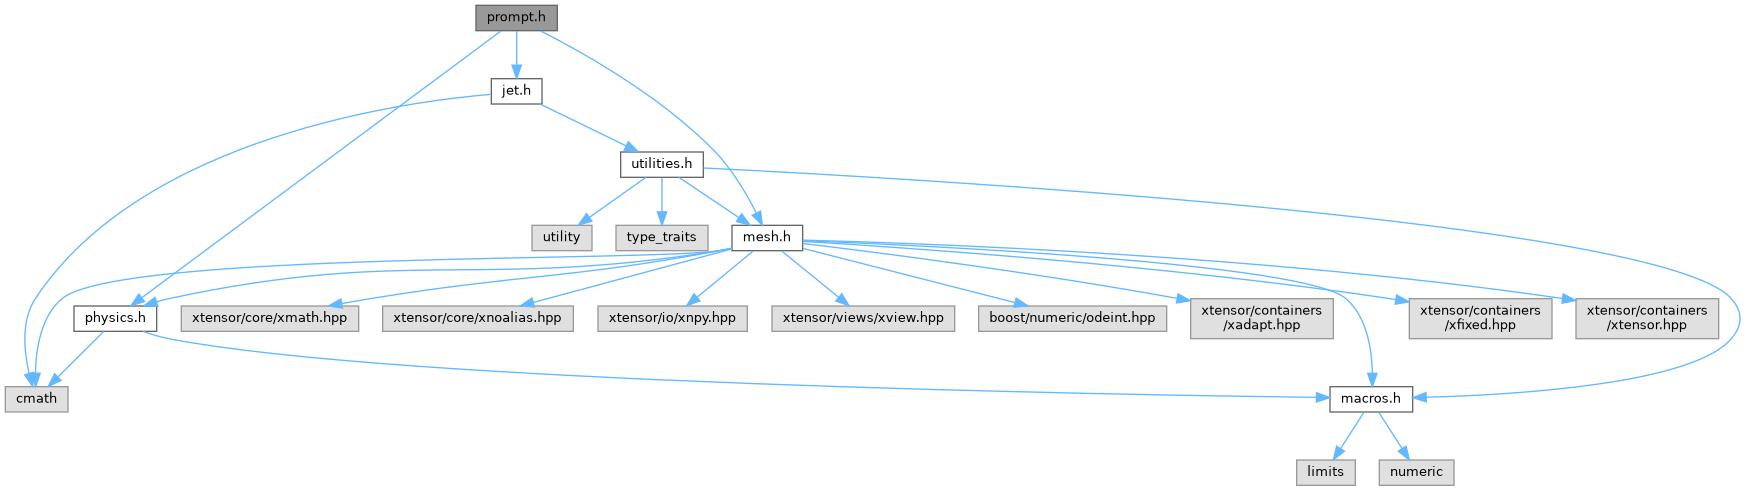 prompt.h
jet.h
utilities.h
utility
type_traits
mesh.h
physics.h
xtensor/core/xmath.hpp
xtensor/core/xnoalias.hpp
xtensor/io/xnpy.hpp
xtensor/views/xview.hpp
boost/numeric/odeint.hpp
xtensor/containers
/xadapt.hpp
xtensor/containers
/xfixed.hpp
xtensor/containers
/xtensor.hpp
cmath
macros.h
limits
numeric